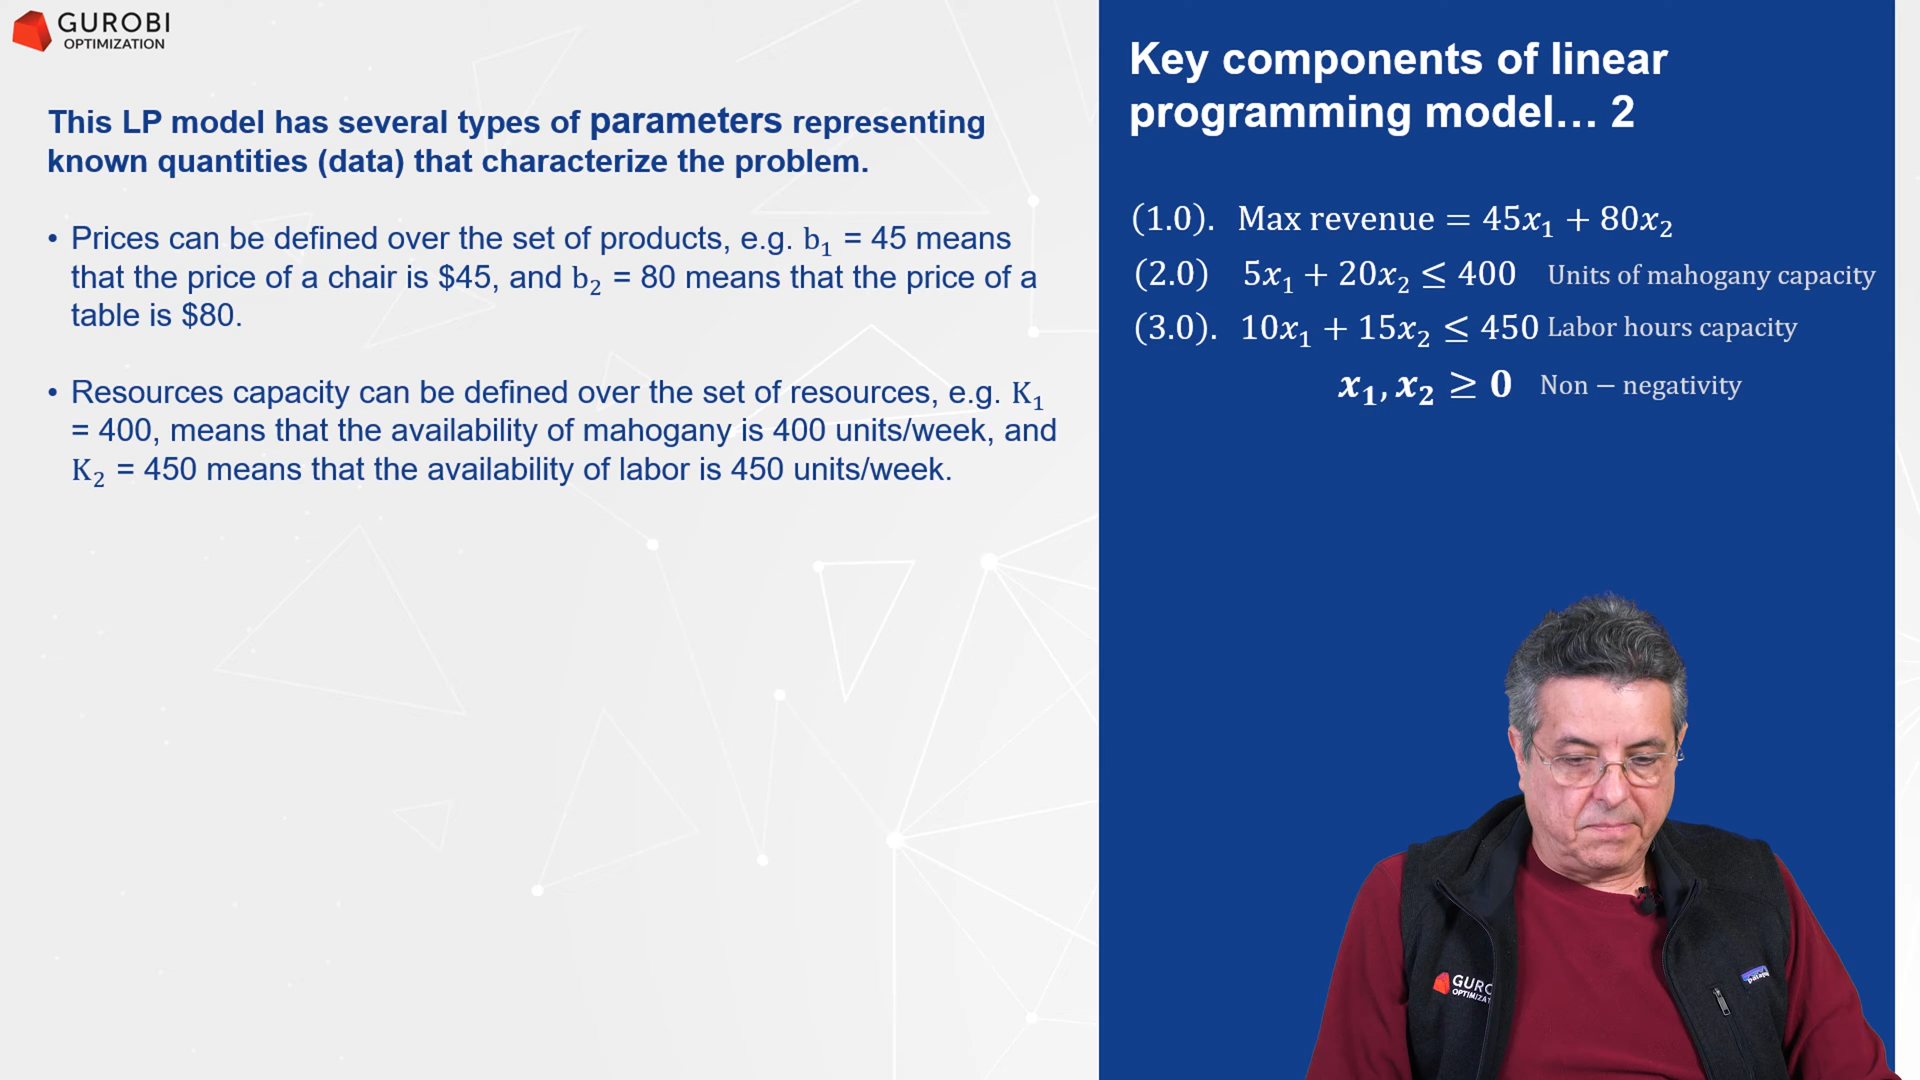 GUROBI
OPTIMIZATION
This LP model has several types of parameters representing
known quantities (data) that characterize the problem.
• Prices can be defined over the set of products, e.g. b₁ = 45 means
that the price of a chair is $45, and b₂ = 80 means that the price of a
table is $80.
• Resources capacity can be defined over the set of resources, e.g. K₁
= 400, means that the availability of mahogany is 400 units/week, and
K₂ = 450 means that the availability of labor is 450 units/week.
Key components of linear
programming model… 2
(1.0). Max revenue = 45x₁ + 80x₂
(2.0) 5x₁ + 20x₂ ≤ 400 Units of mahogany capacity
(3.0). 10x₁ + 15x₂ ≤ 450 Labor hours capacity
x₁, x₂ ≥ 0 Non − negativity